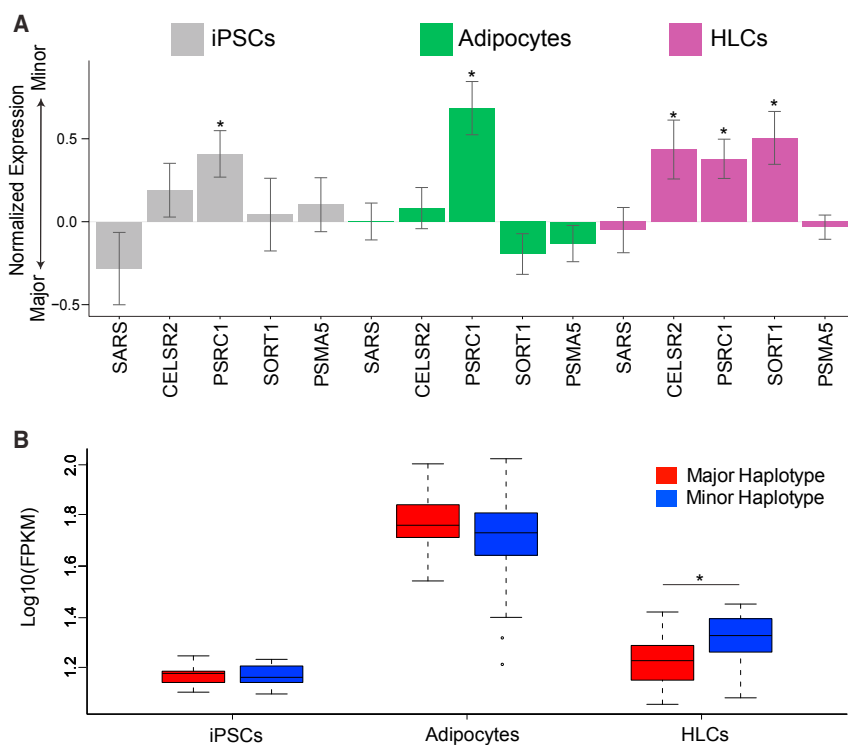 A
iPSCs Adipocytes HLCs
Normalized Expression
Major Minor
0.5
0.0
−0.5
SARS CELSR2 PSRC1 SORT1 PSMA5 SARS CELSR2 PSRC1 SORT1 PSMA5 SARS CELSR2 PSRC1 SORT1 PSMA5
* * * * *
B
Log10(FPKM)
2.0
1.8
1.6
1.4
1.2
Major Haplotype
Minor Haplotype
*
iPSCs Adipocytes HLCs